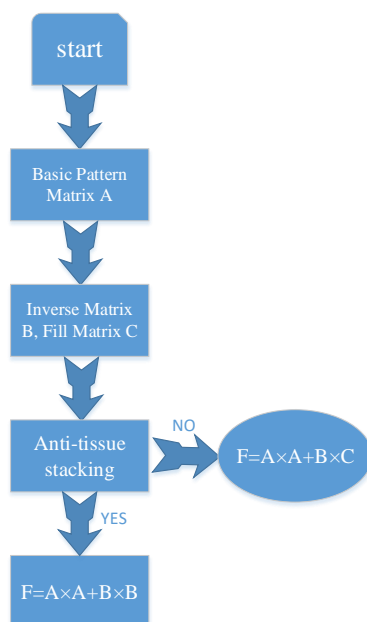 start
Basic Pattern
Matrix A
Inverse Matrix
B, Fill Matrix C
Anti-tissue
stacking
NO
F=A×A+B×C
YES
F=A×A+B×B